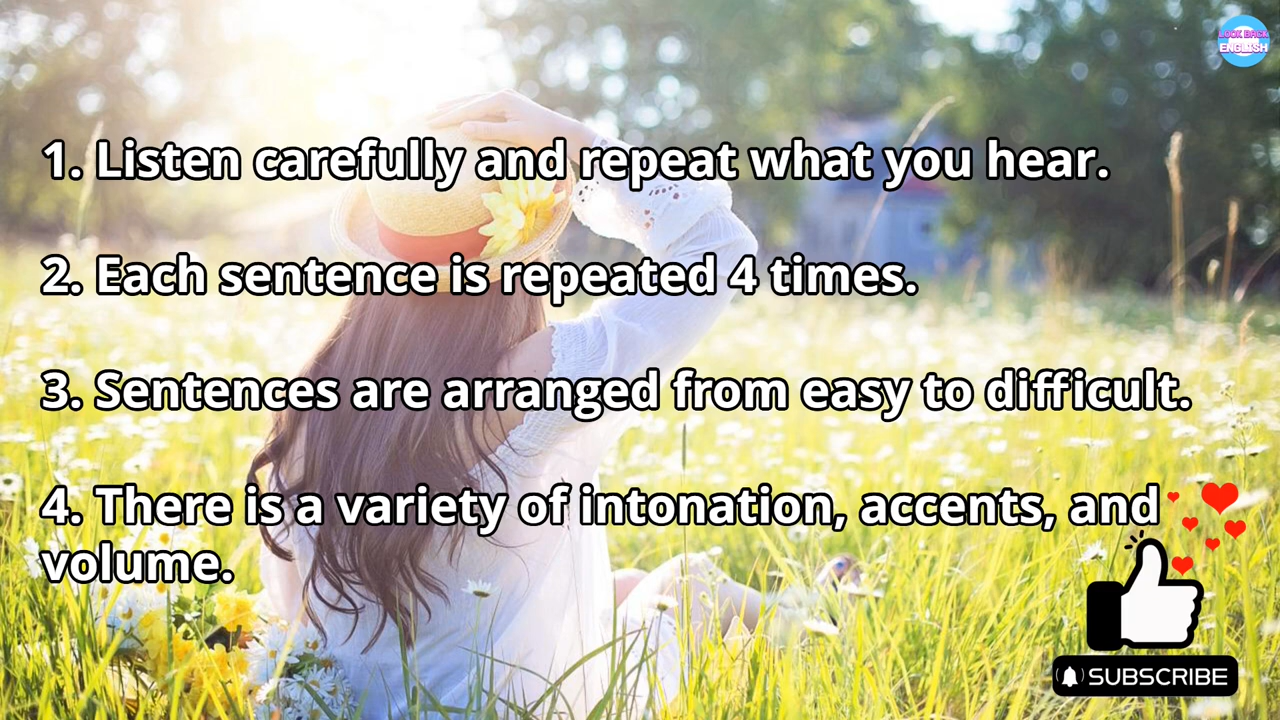 LOOK BACK
ENGLISH
1. Listen carefully and repeat what you hear.
2. Each sentence is repeated 4 times.
3. Sentences are arranged from easy to difficult.
4. There is a variety of intonation, accents, and
volume.
SUBSCRIBE